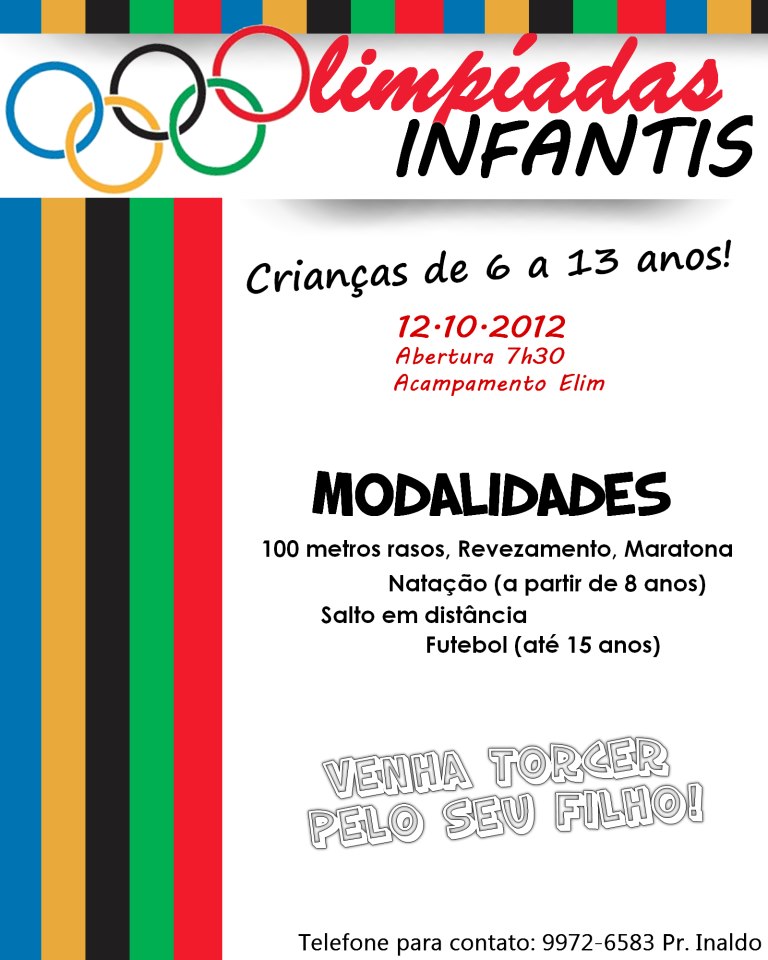 Olimpíadas
INFANTIS
Crianças de 6 a 13 anos!
12.10.2012
Abertura 7h30
Acampamento Elim
MODALIDADES
100 metros rasos, Revezamento, Maratona
Natação (a partir de 8 anos)
Salto em distância
Futebol (até 15 anos)
VENHA TORCER
PELO SEU FILHO!
Telefone para contato: 9972-6583 Pr. Inaldo